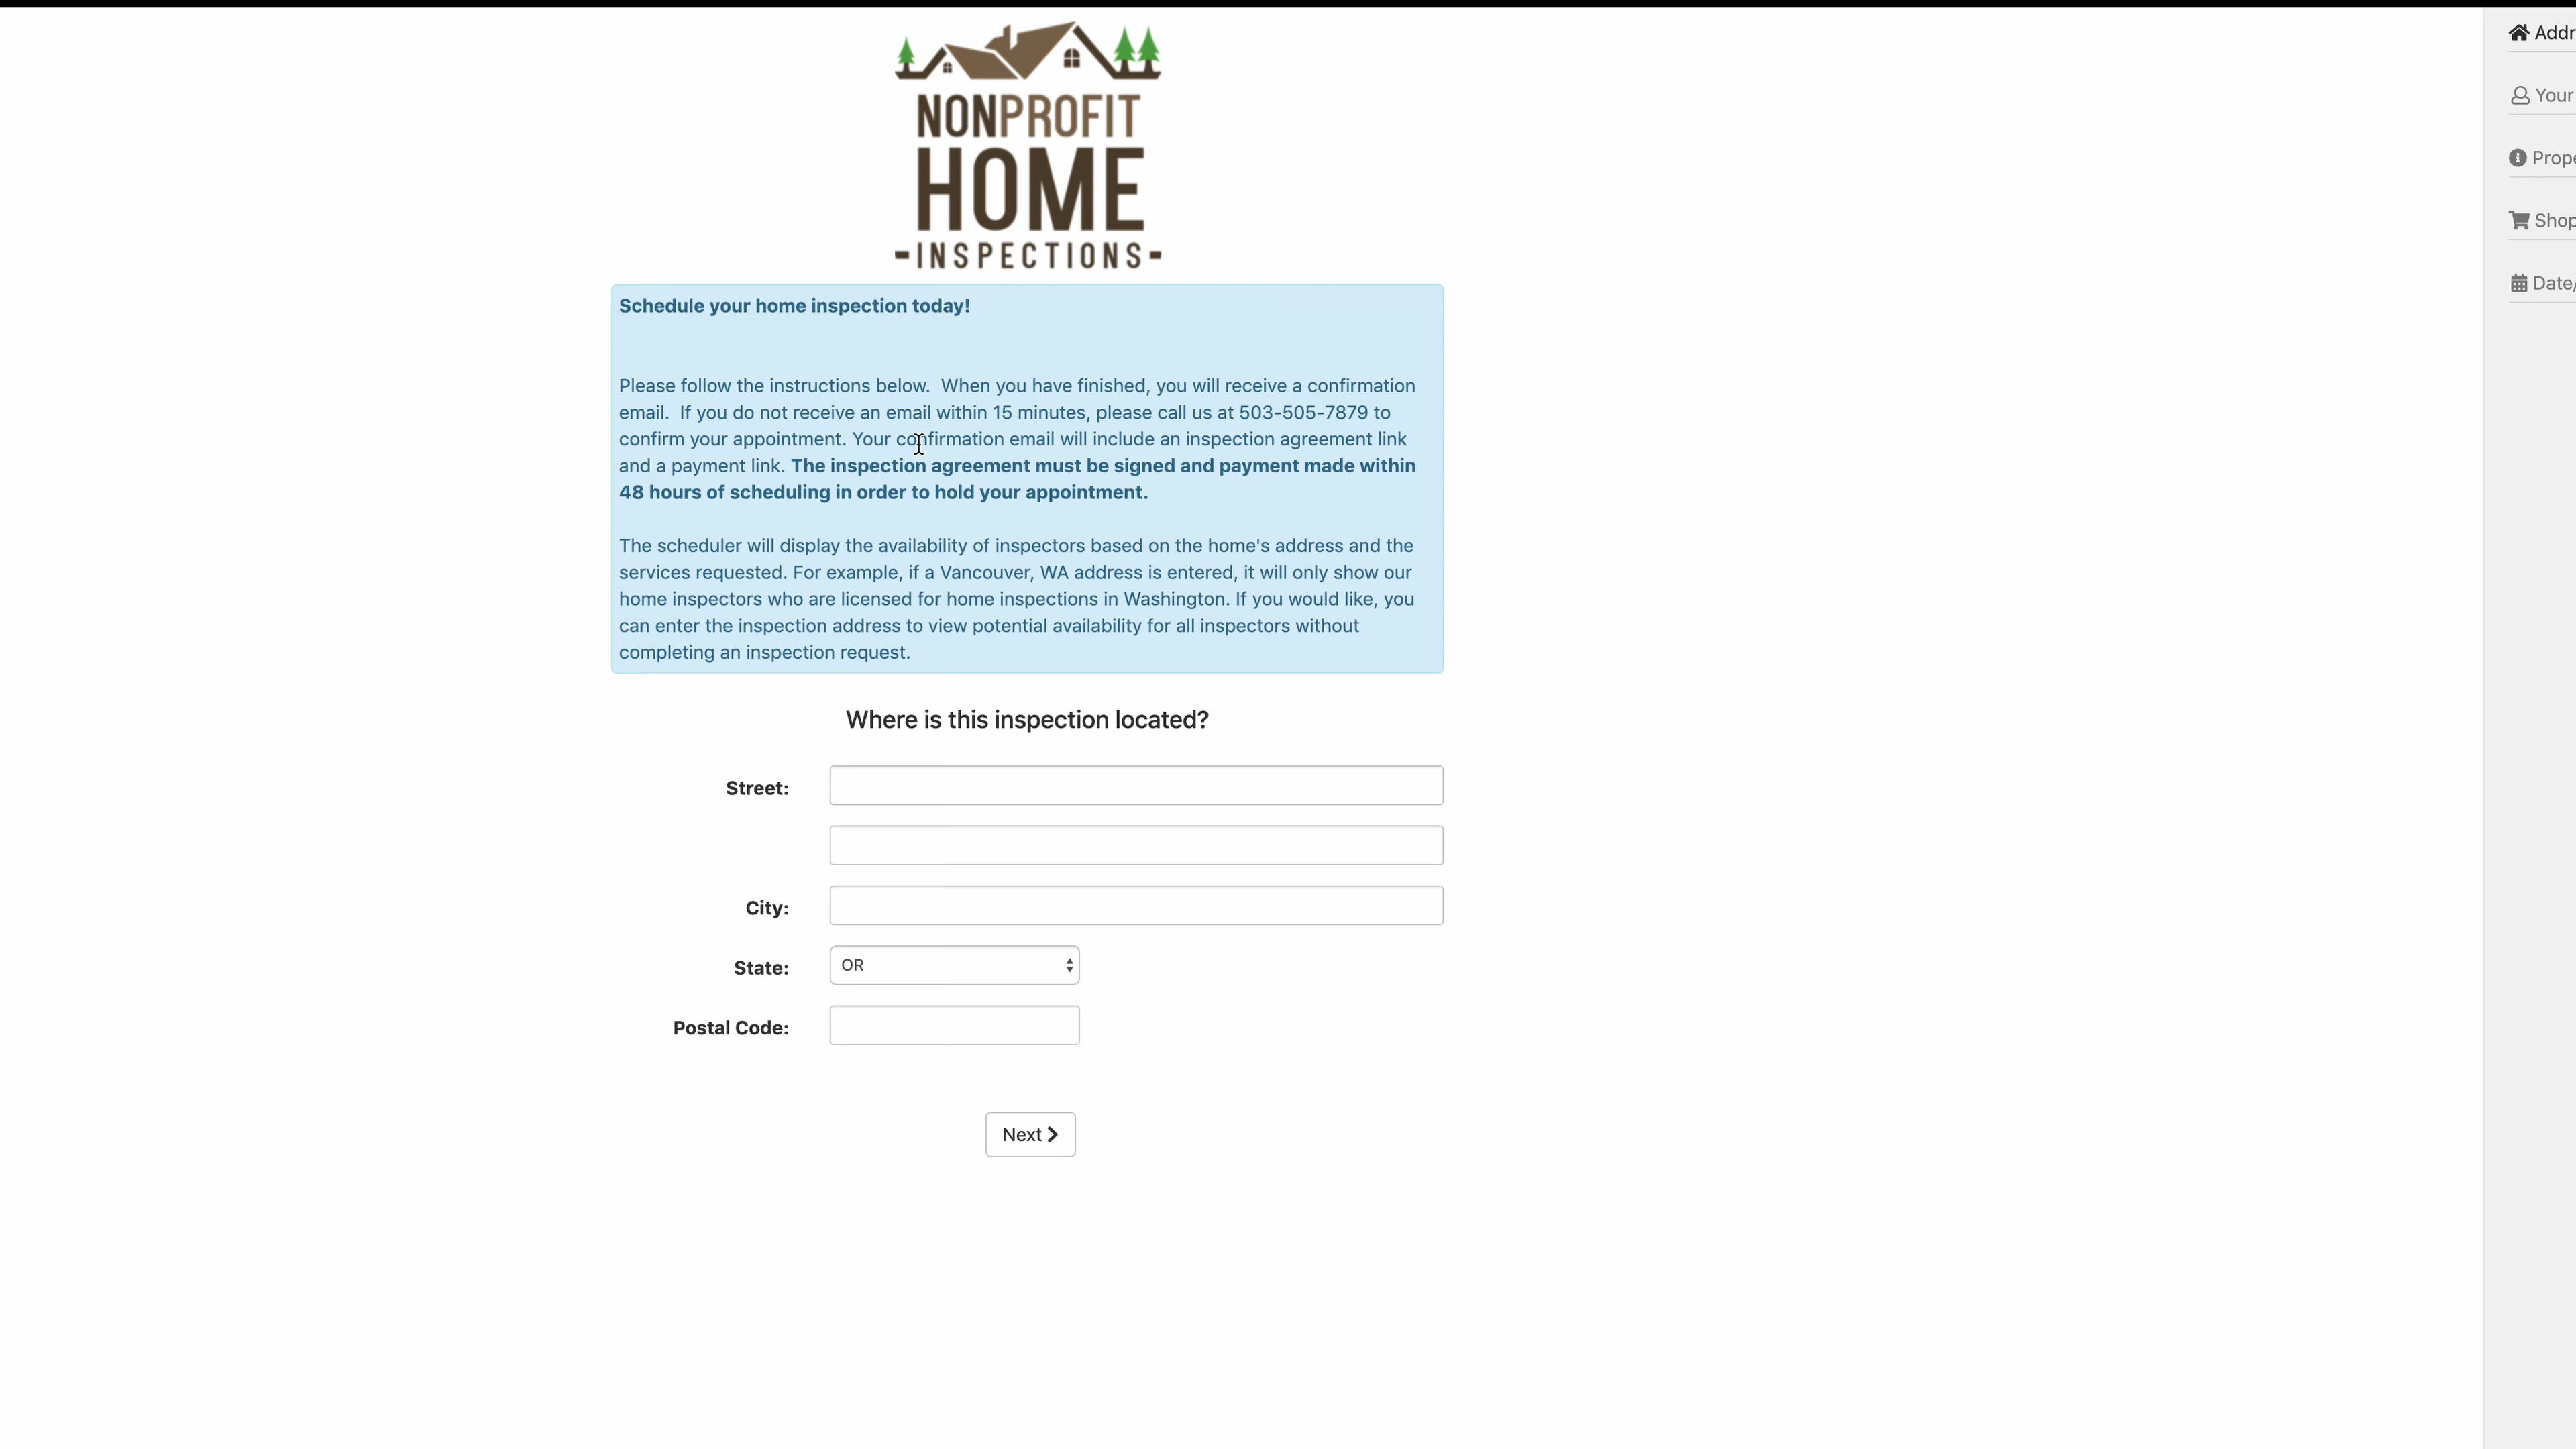 NONPROFIT
HOME
-INSPECTIONS-
Schedule your home inspection today!
Please follow the instructions below.  When you have finished, you will receive a confirmation
email.  If you do not receive an email within 15 minutes, please call us at 503-505-7879 to
confirm your appointment. Your confirmation email will include an inspection agreement link
and a payment link. The inspection agreement must be signed and payment made within
48 hours of scheduling in order to hold your appointment.
The scheduler will display the availability of inspectors based on the home's address and the
services requested. For example, if a Vancouver, WA address is entered, it will only show our
home inspectors who are licensed for home inspections in Washington. If you would like, you
can enter the inspection address to view potential availability for all inspectors without
completing an inspection request.
Where is this inspection located?
Street:
City:
State:
OR
Postal Code:
Next
Addr
Your
Prope
Shop
Date/